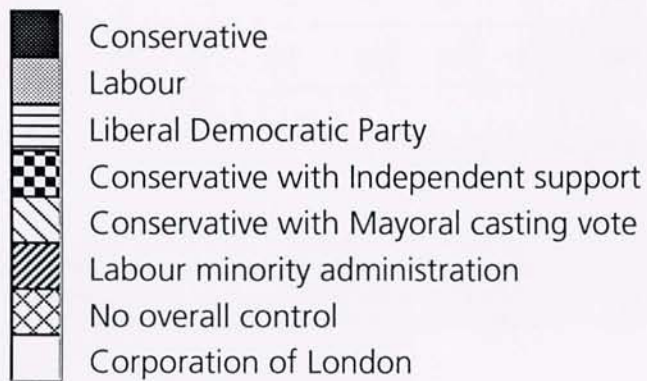 Conservative
Labour
Liberal Democratic Party
Conservative with Independent support
Conservative with Mayoral casting vote
Labour minority administration
No overall control
Corporation of London